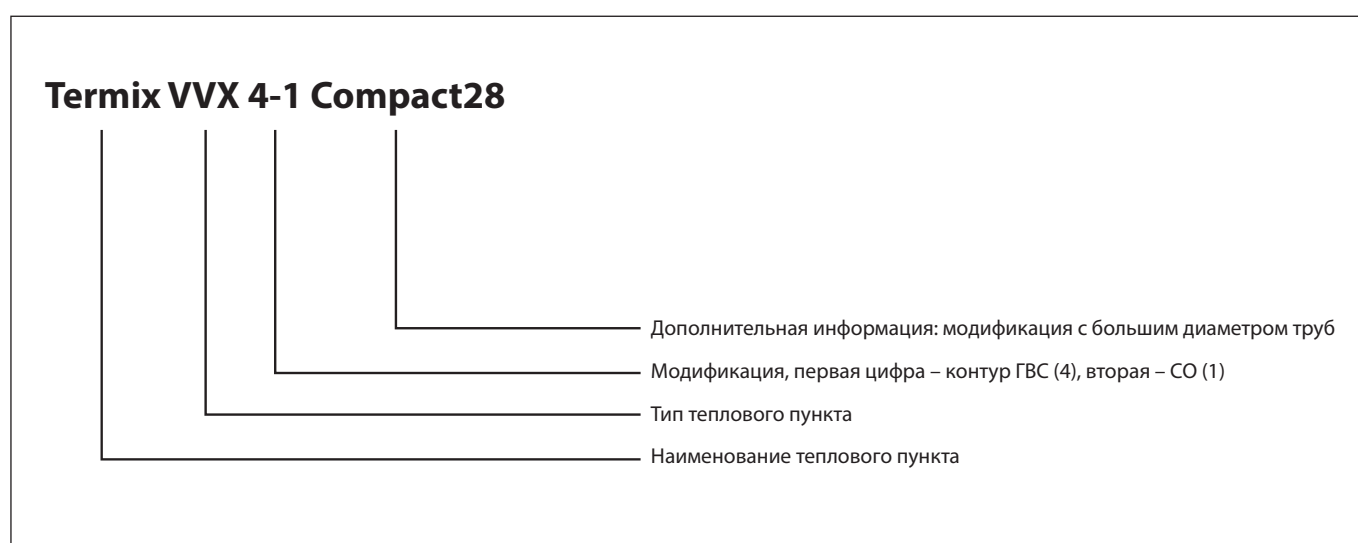 Termix VVX 4-1 Compact28
Дополнительная информация: модификация с большим диаметром труб
Модификация, первая цифра – контур ГВС (4), вторая – СО (1)
Тип теплового пункта
Наименование теплового пункта